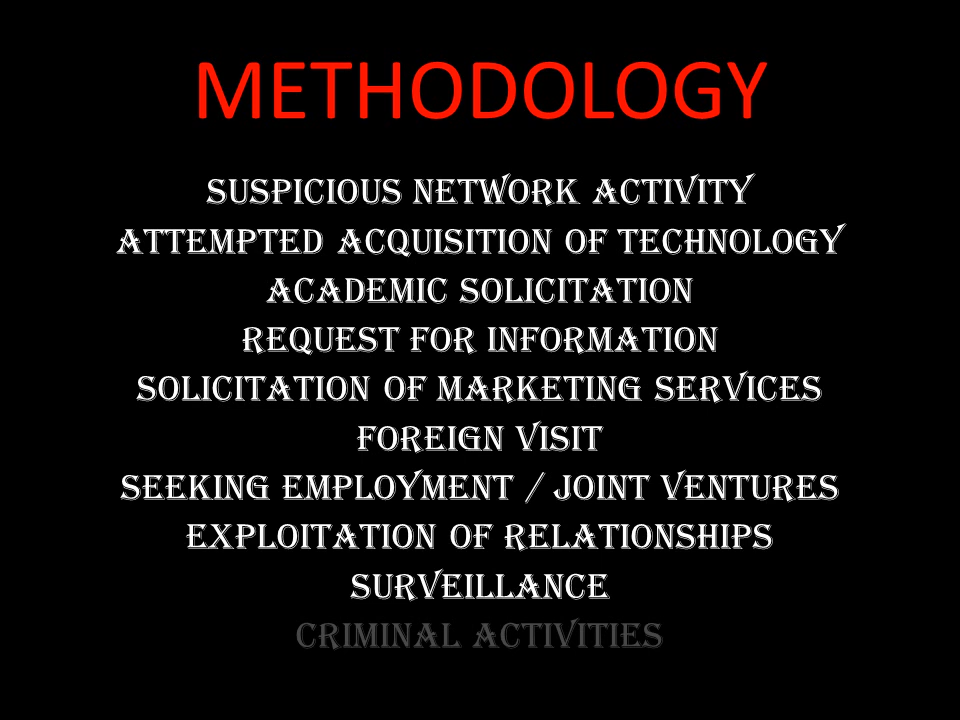 METHODOLOGY
SUSPICIOUS NETWORK ACTIVITY
ATTEMPTED ACQUISITION OF TECHNOLOGY
ACADEMIC SOLICITATION
REQUEST FOR INFORMATION
SOLICITATION OF MARKETING SERVICES
FOREIGN VISIT
SEEKING EMPLOYMENT / JOINT VENTURES
EXPLOITATION OF RELATIONSHIPS
SURVEILLANCE
CRIMINAL ACTIVITIES